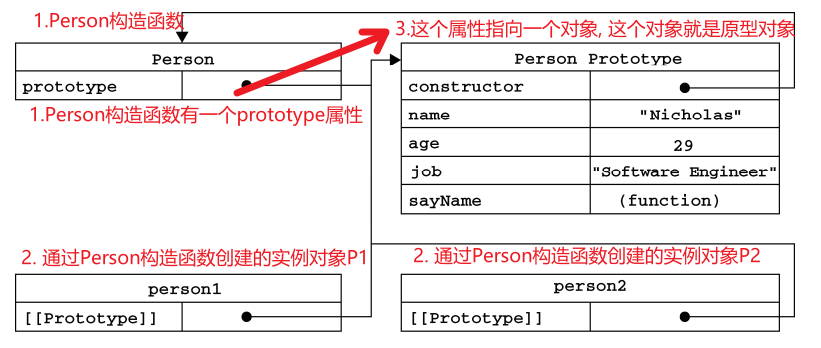 1.Person构造函数
3.这个属性指向一个对象, 这个对象就是原型对象
Person
prototype
1.Person构造函数有一个prototype属性
Person Prototype
constructor
name "Nicholas"
age 29
job "Software Engineer"
sayName (function)
2. 通过Person构造函数创建的实例对象P1
2. 通过Person构造函数创建的实例对象P2
person1
[[Prototype]]
person2
[[Prototype]]